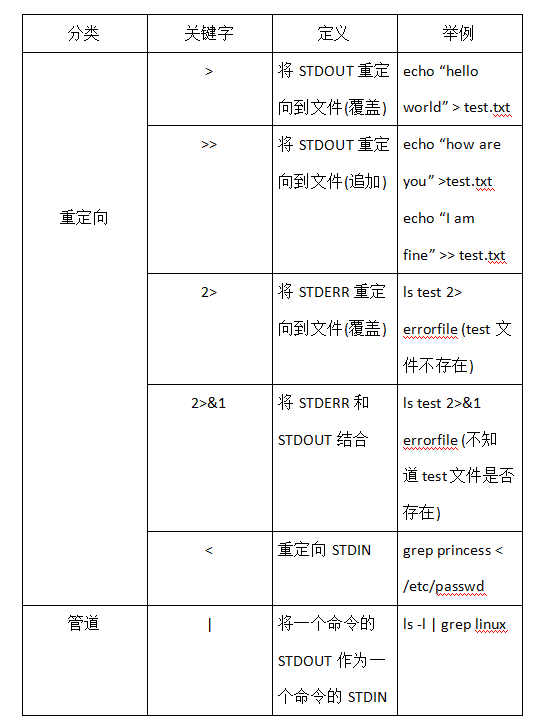 分类 关键字 定义 举例
重定向
>
将 STDOUT 重定
向到文件(覆盖)
echo “hello
world” > test.txt
>>
将 STDOUT 重定
向到文件(追加)
echo “how are
you” >test.txt
echo “I am
fine” >> test.txt
2>
将 STDERR 重定
向到文件(覆盖)
ls test 2>
errorfile (test 文
件不存在)
2>&1
将 STDERR 和
STDOUT 结合
ls test 2>&1
errorfile (不知
道 test 文件是否
存在)
<
重定向 STDIN
grep princess <
/etc/passwd
管道
|
将一个命令的
STDOUT 作为一
个命令的 STDIN
ls -l | grep linux